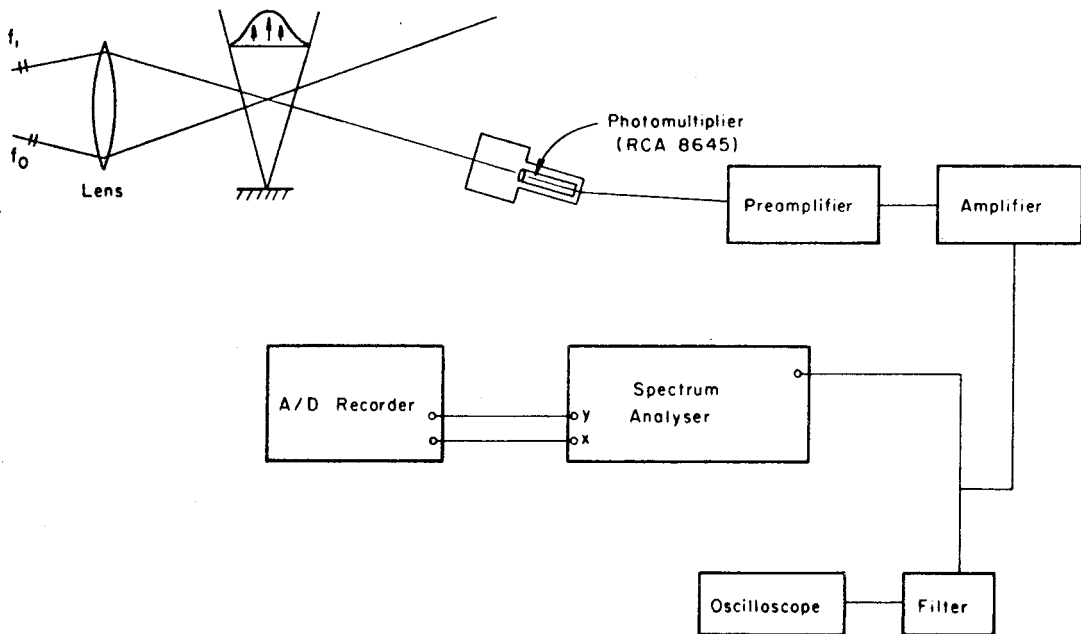 f₁
f₀
Lens
Photomultiplier
(RCA 8645)
Preamplifier
Amplifier
A/D Recorder
y
x
Spectrum
Analyser
Oscilloscope
Filter